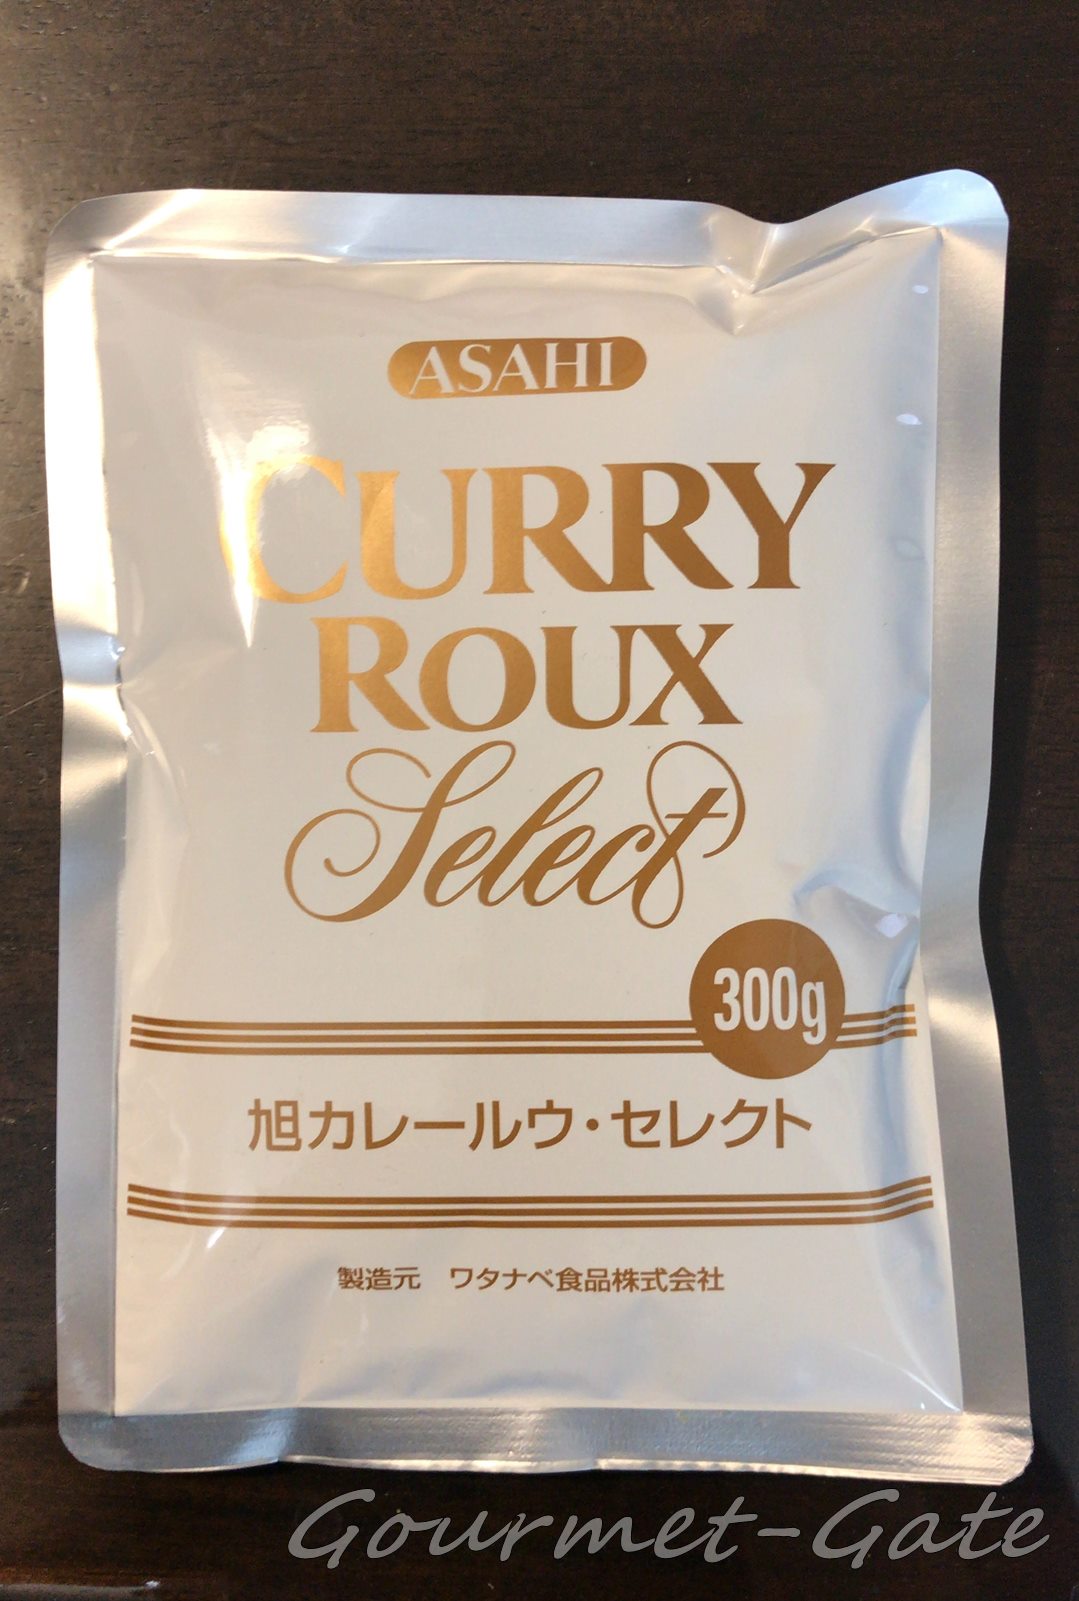 ASAHI
CURRY
ROUX
Select
300g
旭カレールウ・セレクト
製造元　ワタナベ食品株式会社
Gourmet-Gate